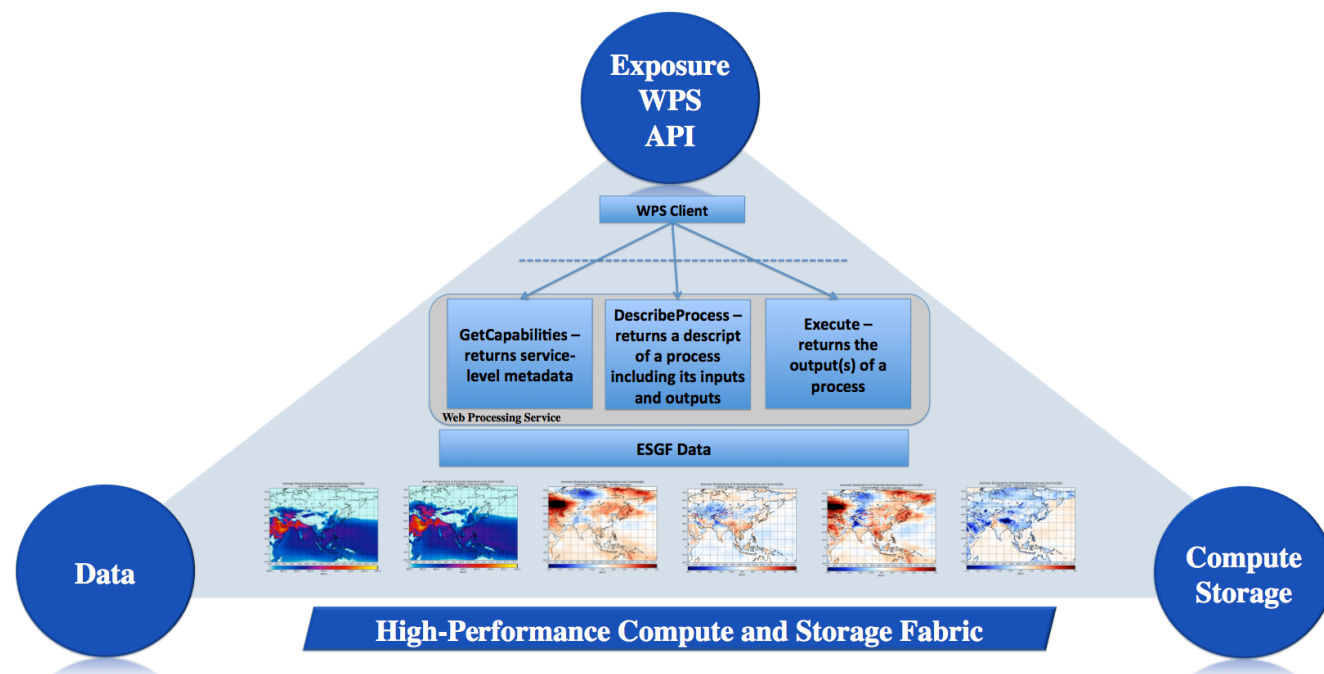 Exposure
WPS
API
WPS Client
GetCapabilities –
returns service-
level metadata
DescribeProcess –
returns a descript
of a process
including its inputs
and outputs
Execute –
returns the
output(s) of a
process
Web Processing Service
ESGF Data
Data
Compute
Storage
High-Performance Compute and Storage Fabric